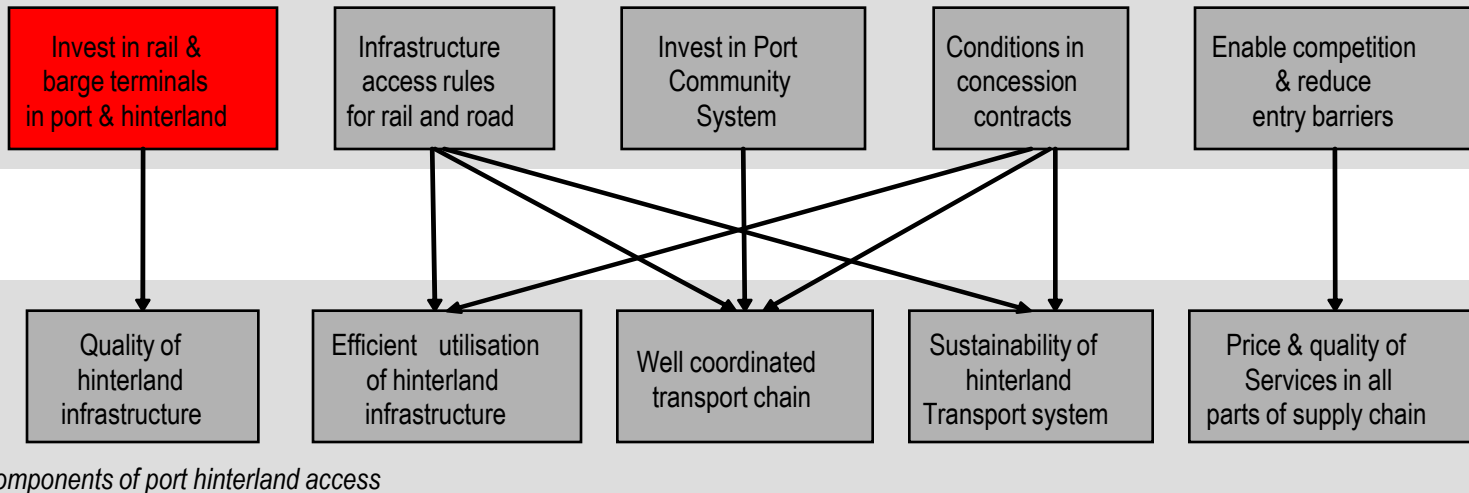 Invest in rail &
barge terminals
in port & hinterland
Infrastructure
access rules
for rail and road
Invest in Port
Community
System
Conditions in
concession
contracts
Enable competition
& reduce
entry barriers
Quality of
hinterland
infrastructure
Efficient utilisation
of hinterland
infrastructure
Well coordinated
transport chain
Sustainability of
hinterland
Transport system
Price & quality of
Services in all
parts of supply chain
omponents of port hinterland access